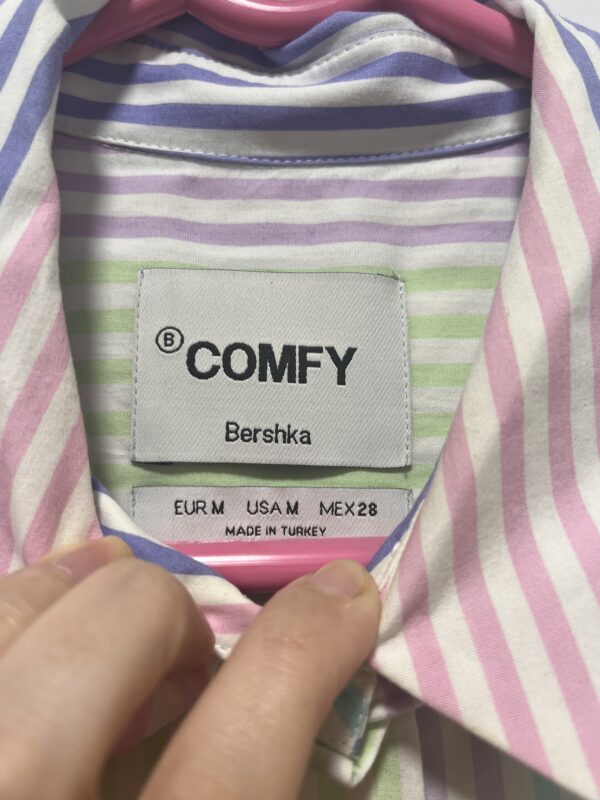 Ⓑ COMFY
Bershka
EUR M USA M MEX 28
MADE IN TURKEY